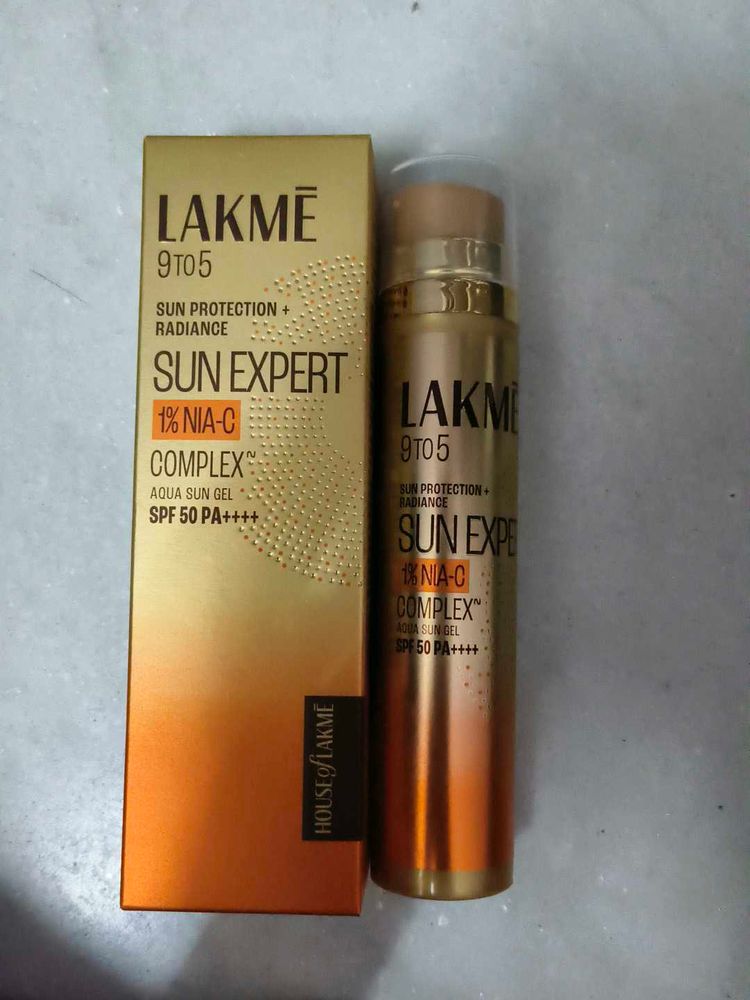 LAKMĒ
9TO5
SUN PROTECTION +
RADIANCE
SUN EXPERT
1% NIA-C
COMPLEX~
AQUA SUN GEL
SPF 50 PA++++
HOUSE of LAKMĒ
LAKMĒ
9TO5
SUN PROTECTION +
RADIANCE
SUN EXPE
1% NIA-C
COMPLEX~
AQUA SUN GEL
SPF 50 PA++++